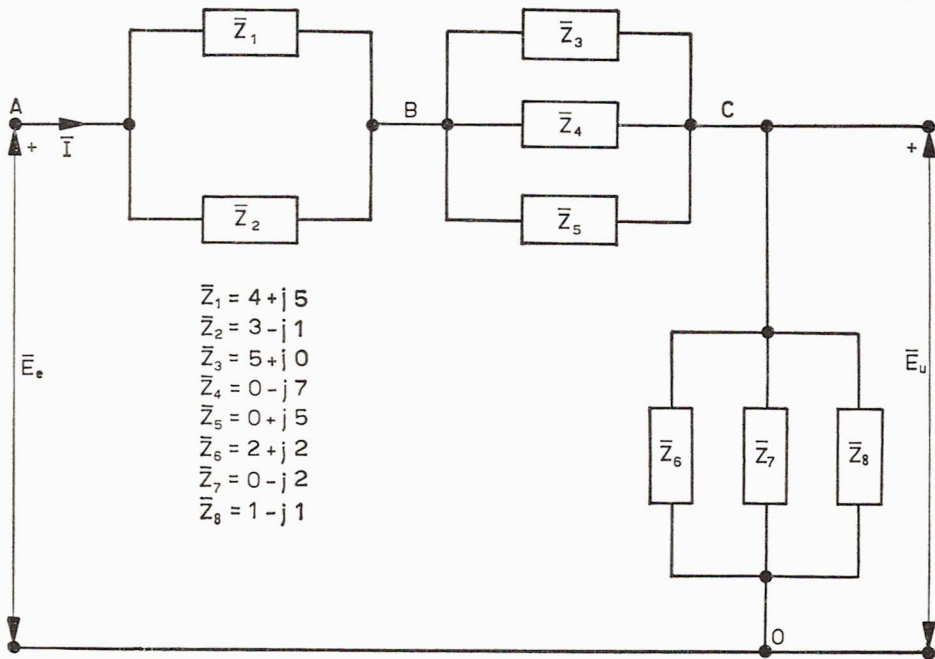 Z̄₁
Z̄₃
A
B
C
+
Ī
Z̄₄
+
Z̄₂
Z̄₅
Z̄₁ = 4 + j 5
Z̄₂ = 3 - j 1
Z̄₃ = 5 + j 0
Z̄₄ = 0 - j 7
Z̄₅ = 0 + j 5
Z̄₆ = 2 + j 2
Z̄₇ = 0 - j 2
Z̄₈ = 1 - j 1
Ēₑ
Ēᵤ
Z̄₆
Z̄₇
Z̄₈
O